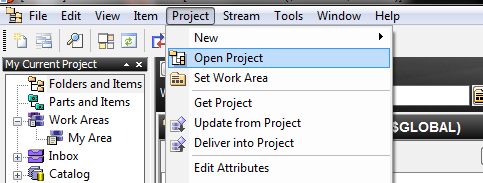 File Edit View Item Project Stream Tools Window Help
New
Open Project
Set Work Area
Get Project
Update from Project
Deliver into Project
Edit Attributes
My Current Project
Folders and Items
Parts and Items
Work Areas
My Area
Inbox
Catalog
$GLOBAL)